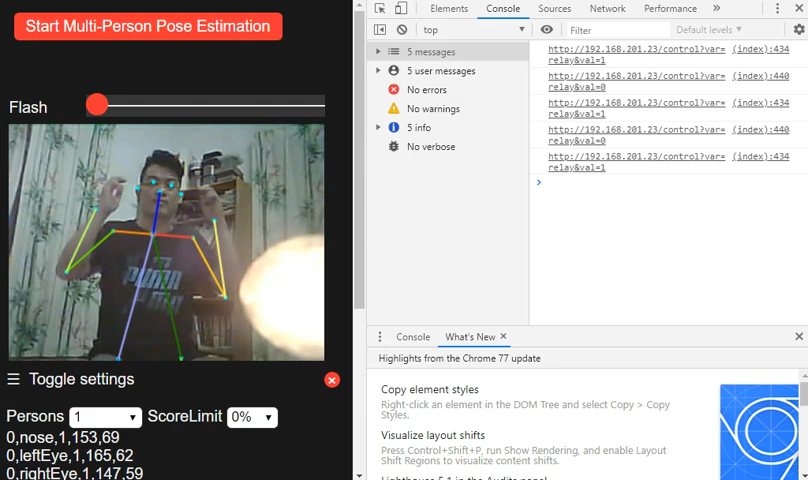 Start Multi-Person Pose Estimation
Flash
PUMA
Toggle settings
Persons 1 ScoreLimit 0%
0,nose,1,153,69
0,leftEye,1,165,62
0,rightEye,1,147,59
Elements Console Sources Network Performance »
top Filter Default levels
5 messages
5 user messages
No errors
No warnings
5 info
No verbose
http://192.168.201.23/control?var= (index):434
relay&val=1
http://192.168.201.23/control?var= (index):440
relay&val=0
http://192.168.201.23/control?var= (index):434
relay&val=1
http://192.168.201.23/control?var= (index):440
relay&val=0
http://192.168.201.23/control?var= (index):434
relay&val=1
Console What's New
Highlights from the Chrome 77 update
Copy element styles
Right-click an element in the DOM Tree and select Copy > Copy
Styles.
Visualize layout shifts
Press Control+Shift+P, run Show Rendering, and enable Layout
Shift Regions to visualize content shifts.
Lighthouse 5.1 in the Audits panel